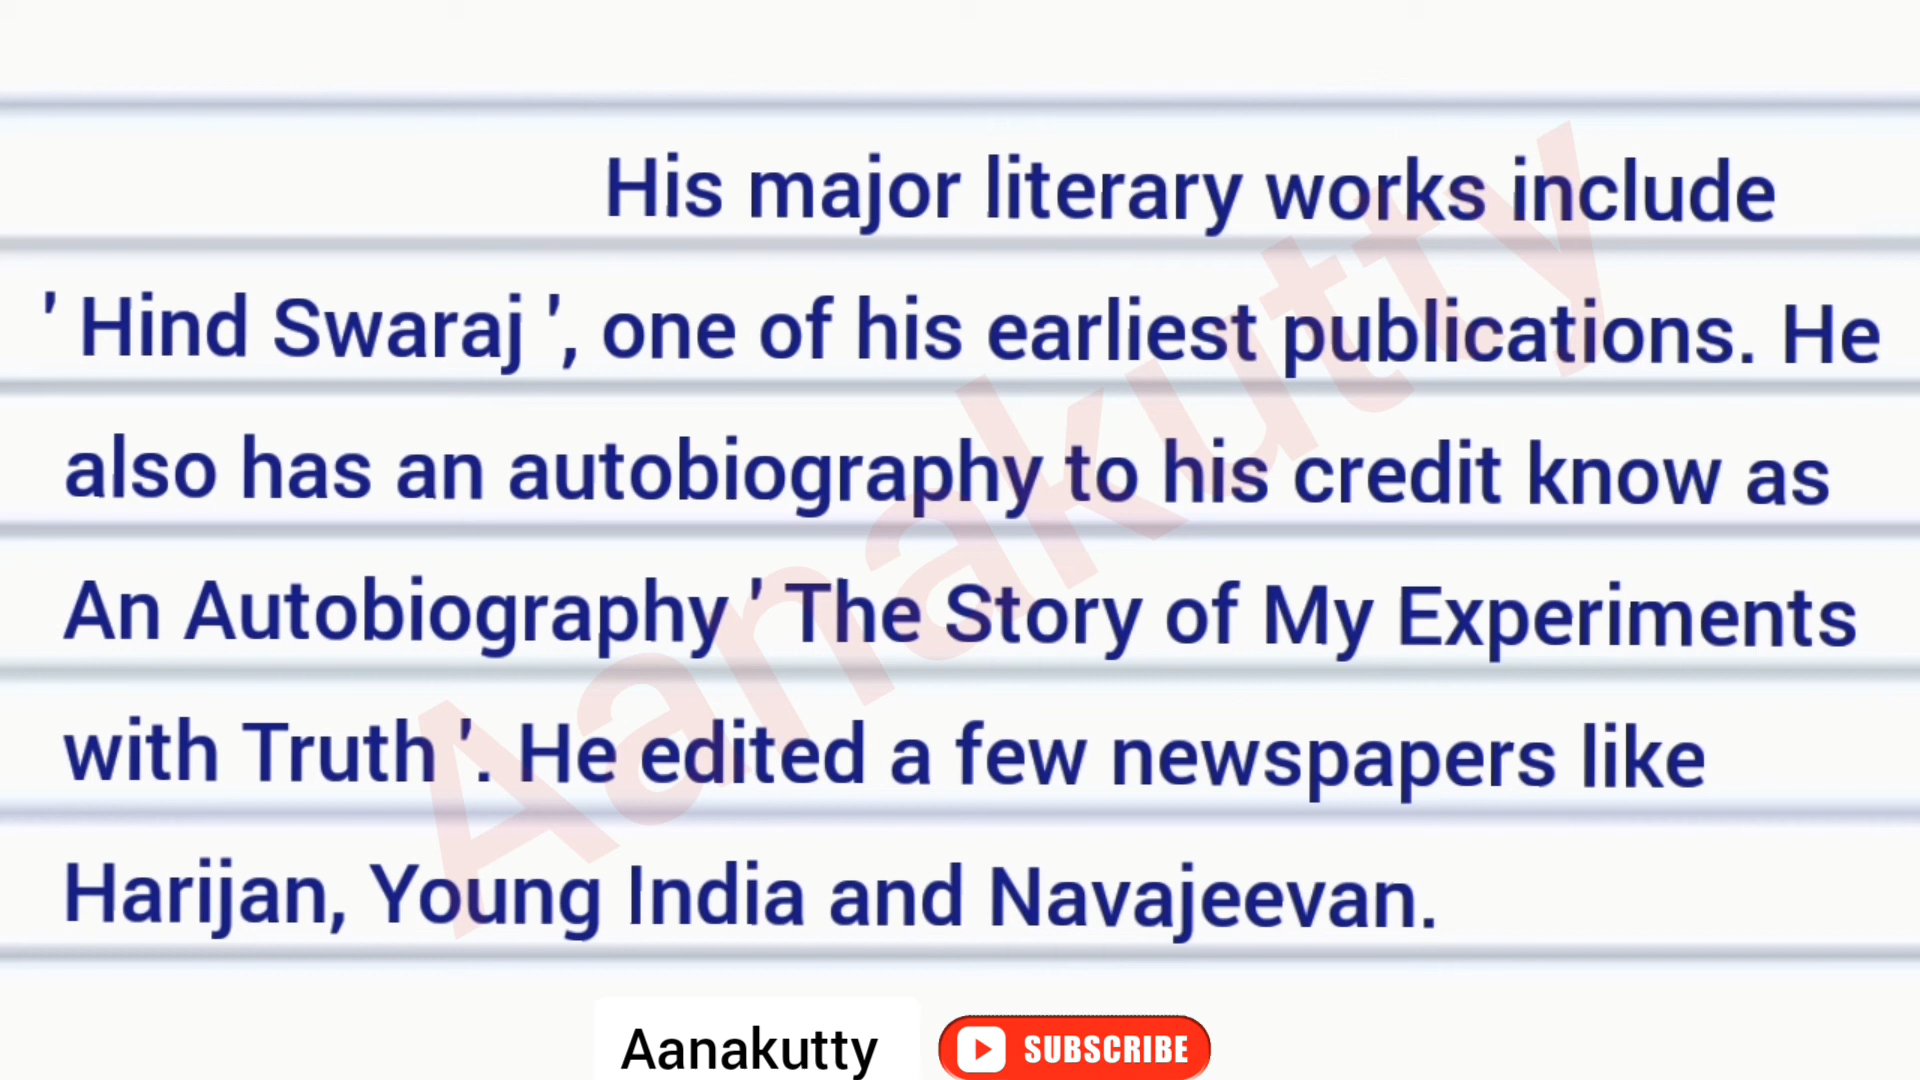 His major literary works include
' Hind Swaraj ', one of his earliest publications. He
also has an autobiography to his credit know as
An Autobiography ' The Story of My Experiments
with Truth '. He edited a few newspapers like
Harijan, Young India and Navajeevan.
Aanakutty
Aanakutty SUBSCRIBE